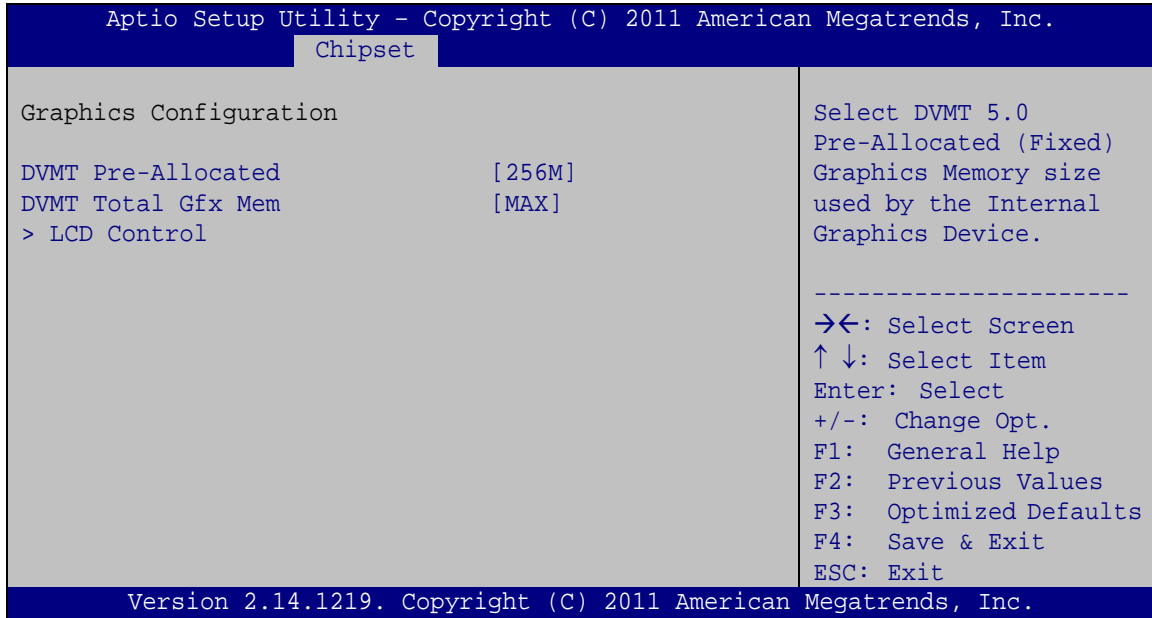 Aptio Setup Utility – Copyright (C) 2011 American Megatrends, Inc.
Chipset
Graphics Configuration
DVMT Pre-Allocated [256M]
DVMT Total Gfx Mem [MAX]
> LCD Control
Select DVMT 5.0
Pre-Allocated (Fixed)
Graphics Memory size
used by the Internal
Graphics Device.
----------------------
→←: Select Screen
↑ ↓: Select Item
Enter: Select
+/-: Change Opt.
F1: General Help
F2: Previous Values
F3: Optimized Defaults
F4: Save & Exit
ESC: Exit
Version 2.14.1219. Copyright (C) 2011 American Megatrends, Inc.